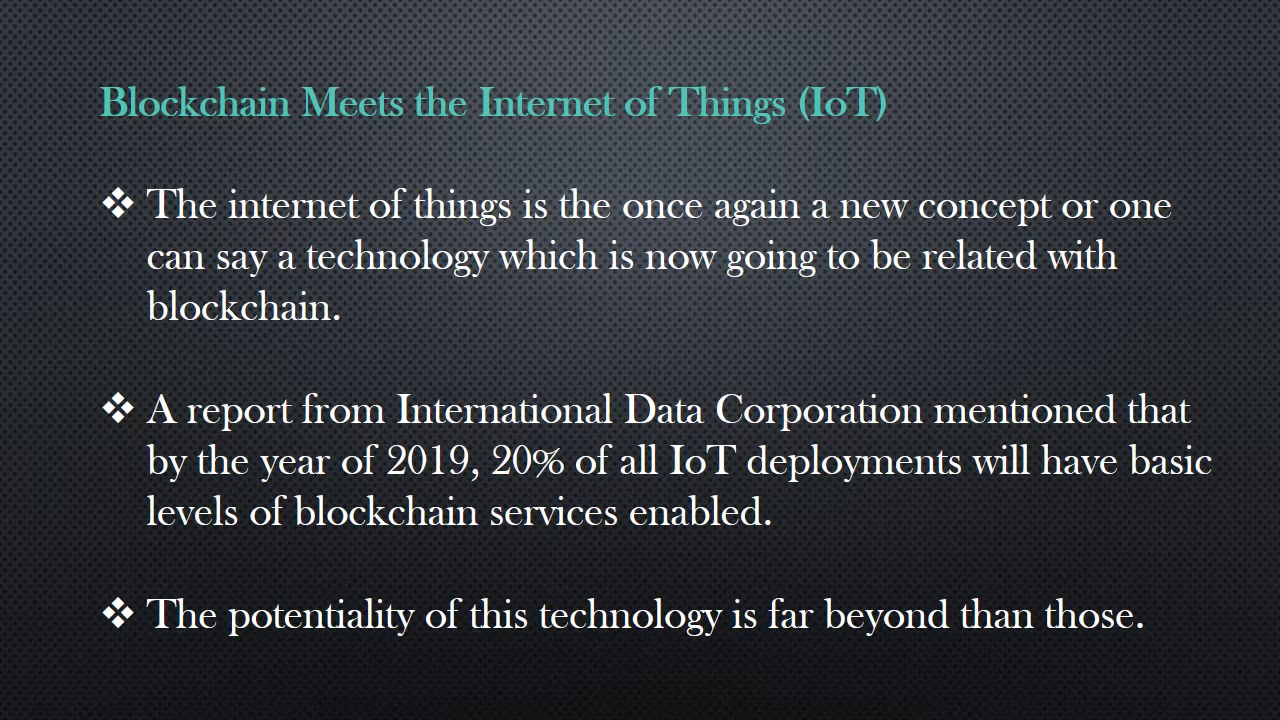 Blockchain Meets the Internet of Things (IoT)
❖ The internet of things is the once again a new concept or one
can say a technology which is now going to be related with
blockchain.
❖ A report from International Data Corporation mentioned that
by the year of 2019, 20% of all IoT deployments will have basic
levels of blockchain services enabled.
❖ The potentiality of this technology is far beyond than those.